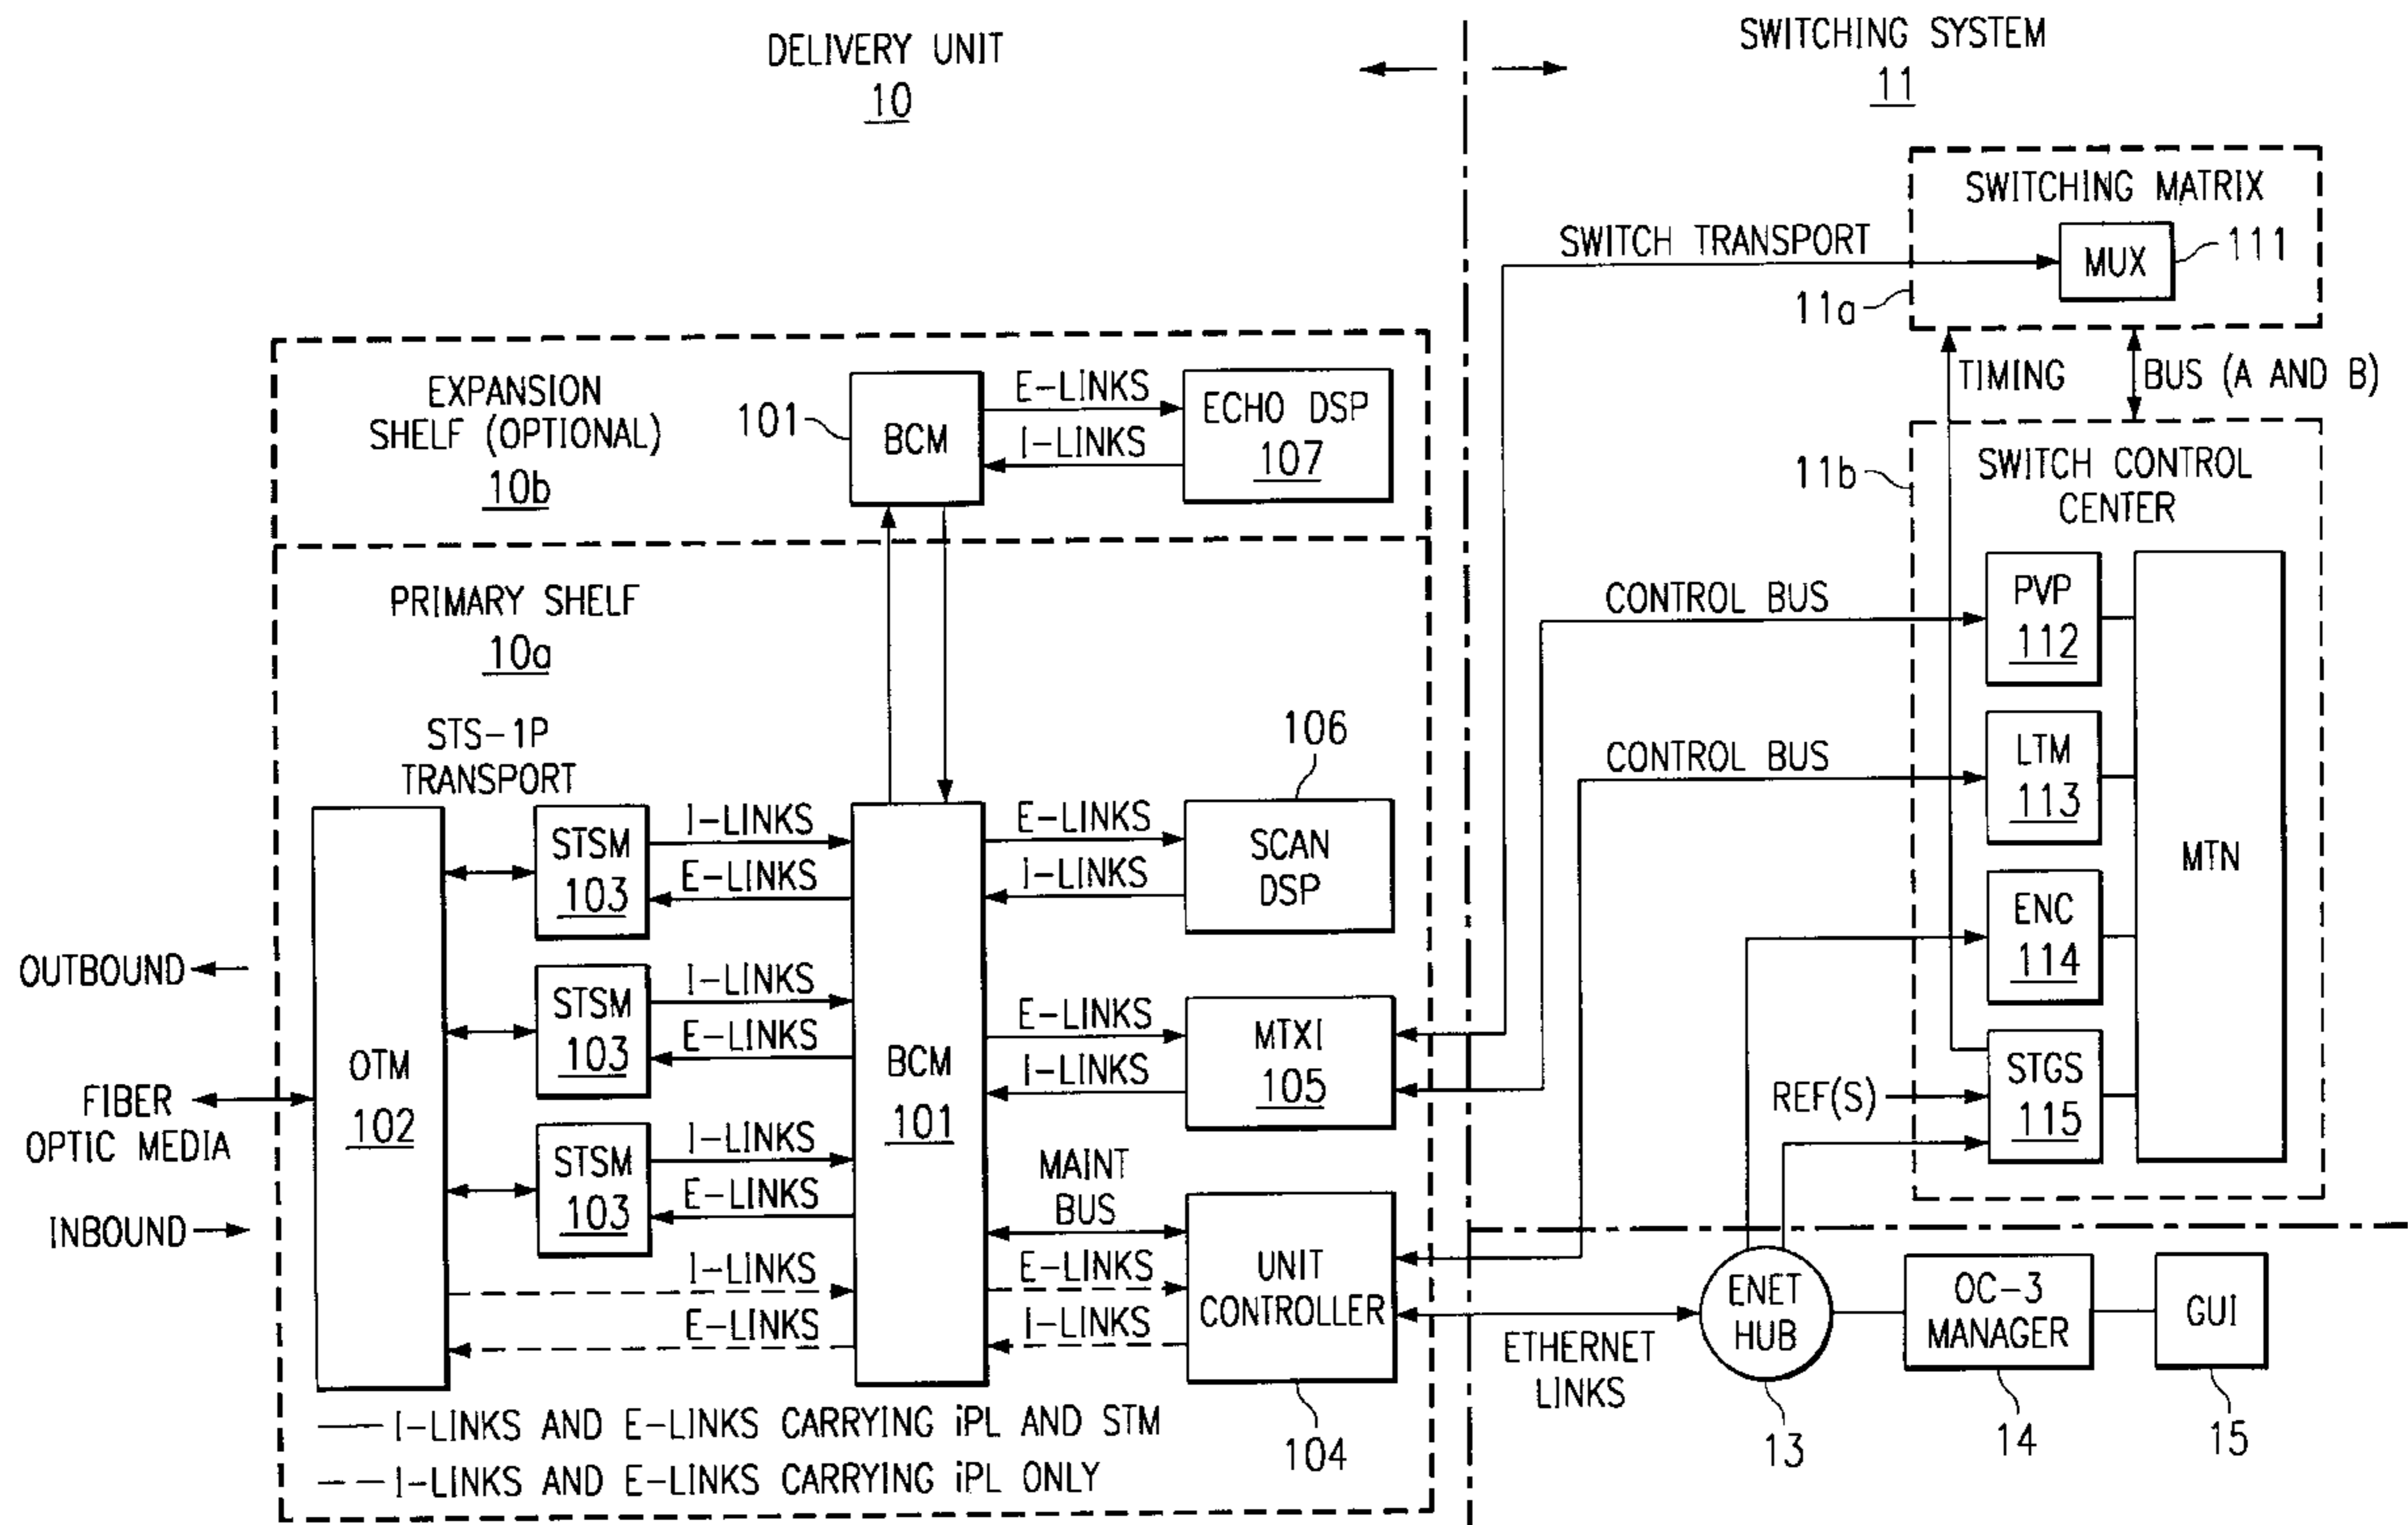 DELIVERY UNIT
10
SWITCHING SYSTEM
11
SWITCHING MATRIX
MUX
111
SWITCH TRANSPORT
11a
TIMING
BUS (A AND B)
EXPANSION
SHELF (OPTIONAL)
10b
101
BCM
E-LINKS
I-LINKS
ECHO DSP
107
11b
SWITCH CONTROL
CENTER
PRIMARY SHELF
10a
CONTROL BUS
PVP
112
STS-1P
TRANSPORT
106
CONTROL BUS
LTM
113
MTN
STSM
103
I-LINKS
E-LINKS
E-LINKS
I-LINKS
SCAN
DSP
ENC
114
OUTBOUND
STSM
103
I-LINKS
E-LINKS
E-LINKS
I-LINKS
MTXI
105
OTM
102
BCM
101
REF(S)
STGS
115
FIBER
OPTIC MEDIA
STSM
103
I-LINKS
E-LINKS
MAINT
BUS
INBOUND
I-LINKS
E-LINKS
E-LINKS
I-LINKS
UNIT
CONTROLLER
ETHERNET
LINKS
ENET
HUB
OC-3
MANAGER
GUI
I-LINKS AND E-LINKS CARRYING iPL AND STM
I-LINKS AND E-LINKS CARRYING iPL ONLY
104
13
14
15